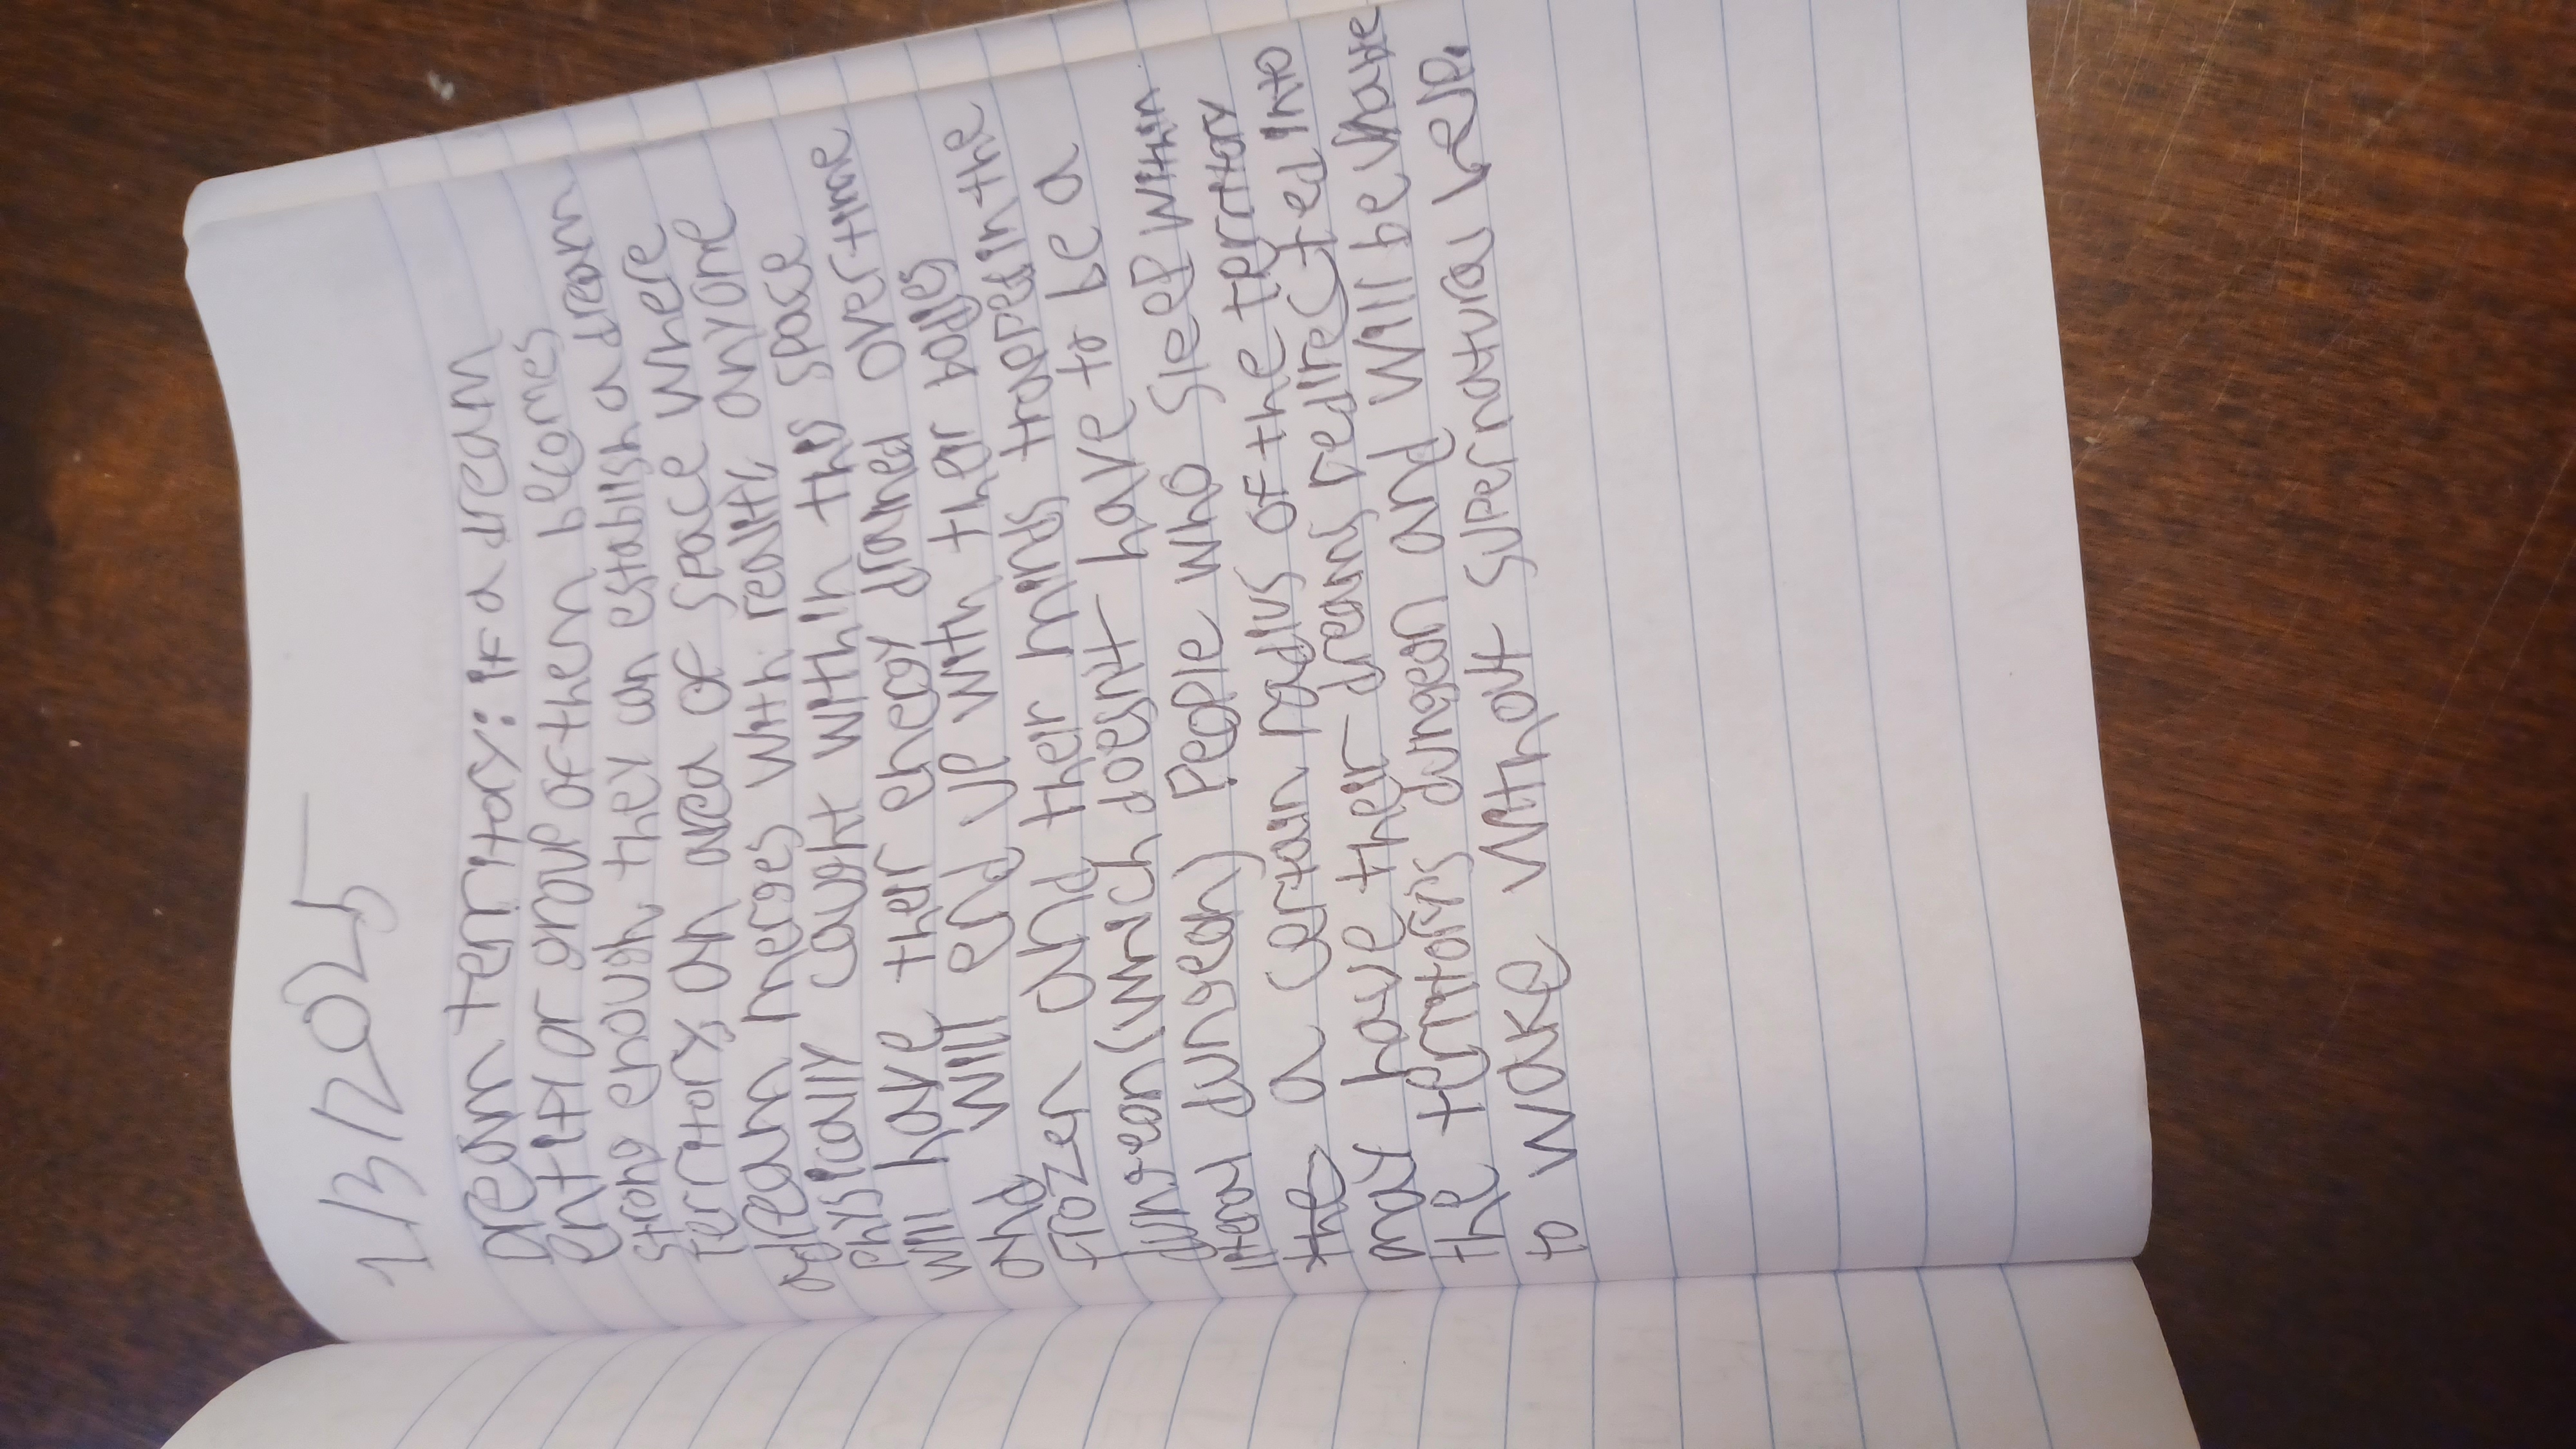 1/3/2025
Dream territory: if a dream
entity or group of them becomes
strong enough, they can establish a dream
territory, an area of space where
a dream merges with reality anyone
physically caught within this space
will have their energy drained overtime
and will end up with their bodies
frozen and their minds trapped in the
dungeon (which doesn't have to be a
literal dungeon) People who sleep within
the a certain radius of the territory
may have their dreams redirected into
the territory's dungeon and will be unable
to wake without supernatural help.